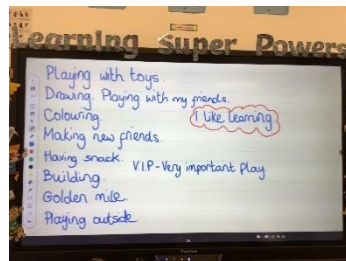 Learning Super Powers
Playing with toys.
Drawing. Playing with my friends.
Colouring.
I like learning
Making new friends.
Having snack.
V.I.P - Very important Play
Building.
Golden mile.
Playing outside.